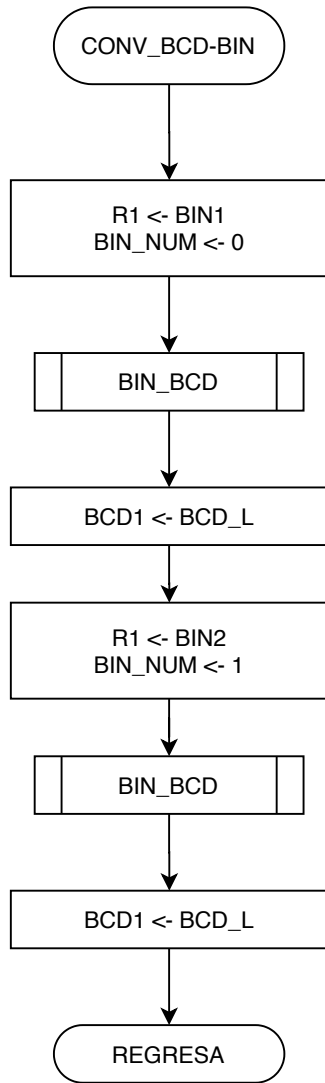 CONV_BCD-BIN
R1 <- BIN1
BIN_NUM <- 0
BIN_BCD
BCD1 <- BCD_L
R1 <- BIN2
BIN_NUM <- 1
BIN_BCD
BCD1 <- BCD_L
REGRESA